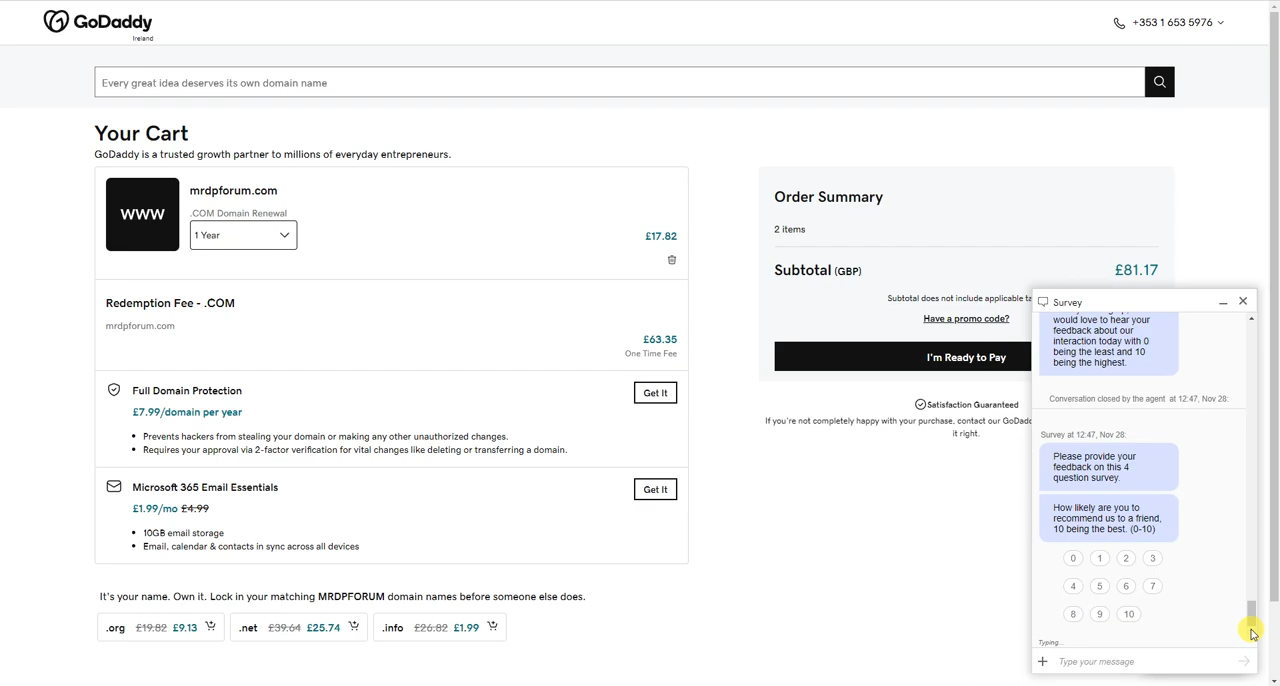 GoDaddy
Ireland
+353 1 653 5976
Every great idea deserves its own domain name
Your Cart
GoDaddy is a trusted growth partner to millions of everyday entrepreneurs.
www
mrdpforum.com
.COM Domain Renewal
1 Year
£17.82
Redemption Fee - .COM
mrdpforum.com
£63.35
One Time Fee
Full Domain Protection
£7.99/domain per year
Get It
• Prevents hackers from stealing your domain or making any other unauthorized changes.
• Requires your approval via 2-factor verification for vital changes like deleting or transferring a domain.
Microsoft 365 Email Essentials
£1.99/mo £4.99
Get It
• 10GB email storage
• Email, calendar & contacts in sync across all devices
It's your name. Own it. Lock in your matching MRDPFORUM domain names before someone else does.
.org £19.82 £9.13
.net £39.64 £25.74
.info £26.82 £1.99
Order Summary
2 items
Subtotal (GBP) £81.17
Subtotal does not include applicable ta
Have a promo code?
I'm Ready to Pay
Satisfaction Guaranteed
If you're not completely happy with your purchase, contact our GoDadd
it right.
Survey
would love to hear your
feedback about our
interaction today with 0
being the least and 10
being the highest.
Conversation closed by the agent at 12:47, Nov 28:
Survey at 12:47, Nov 28:
Please provide your
feedback on this 4
question survey.
How likely are you to
recommend us to a friend,
10 being the best. (0-10)
0 1 2 3
4 5 6 7
8 9 10
Typing...
Type your message